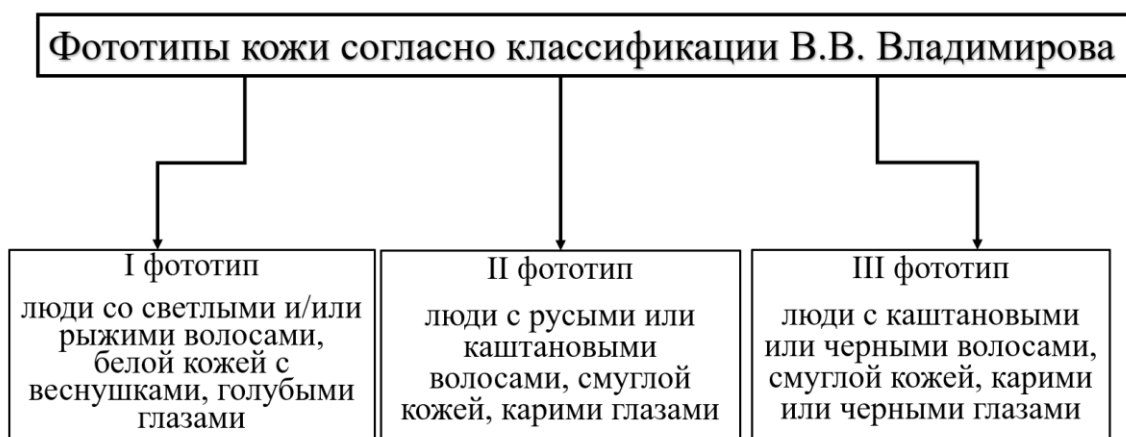 Фототипы кожи согласно классификации В.В. Владимирова
I фототип
люди со светлыми и/или
рыжими волосами,
белой кожей с
веснушками, голубыми
глазами
II фототип
люди с русыми или
каштановыми
волосами, смуглой
кожей, карими глазами
III фототип
люди с каштановыми
или черными волосами,
смуглой кожей, карими
или черными глазами